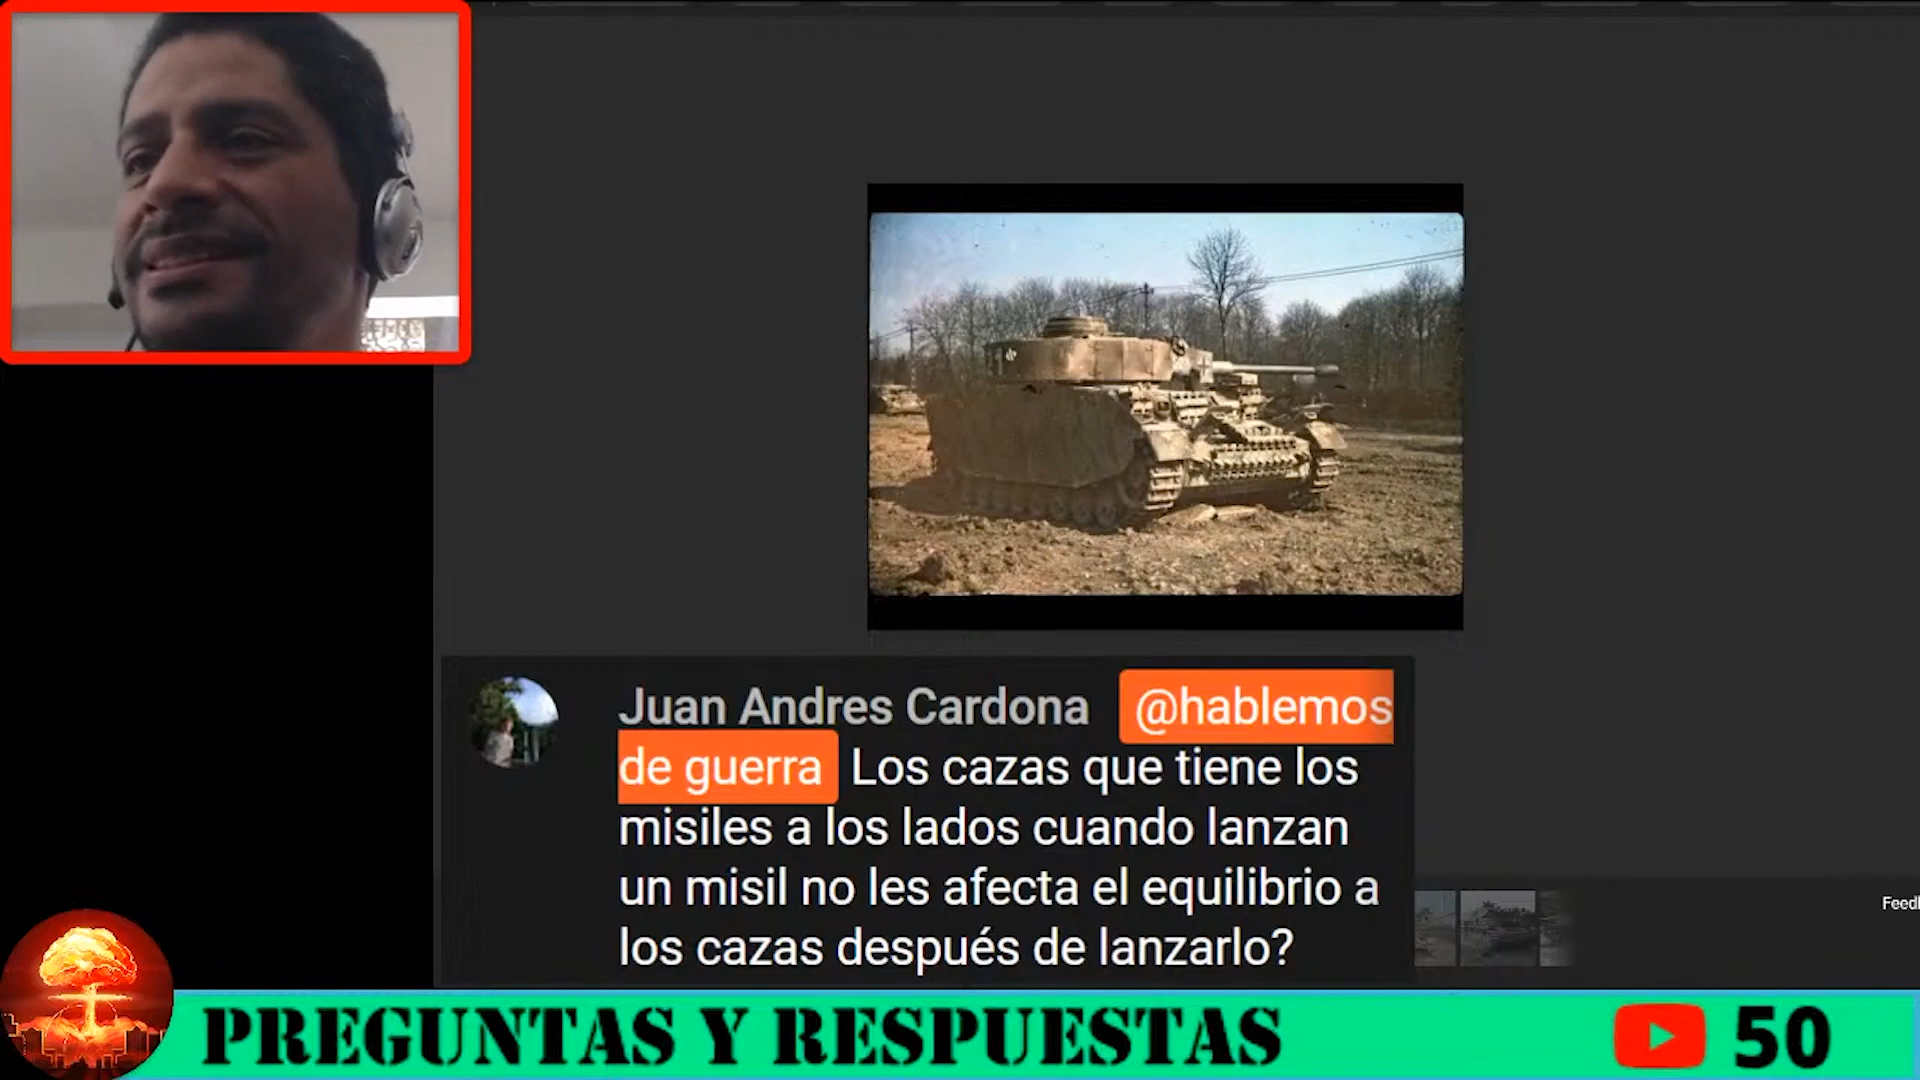 Juan Andres Cardona @hablemos
de guerra Los cazas que tiene los
misiles a los lados cuando lanzan
un misil no les afecta el equilibrio a
los cazas después de lanzarlo?
PREGUNTAS Y RESPUESTAS
50